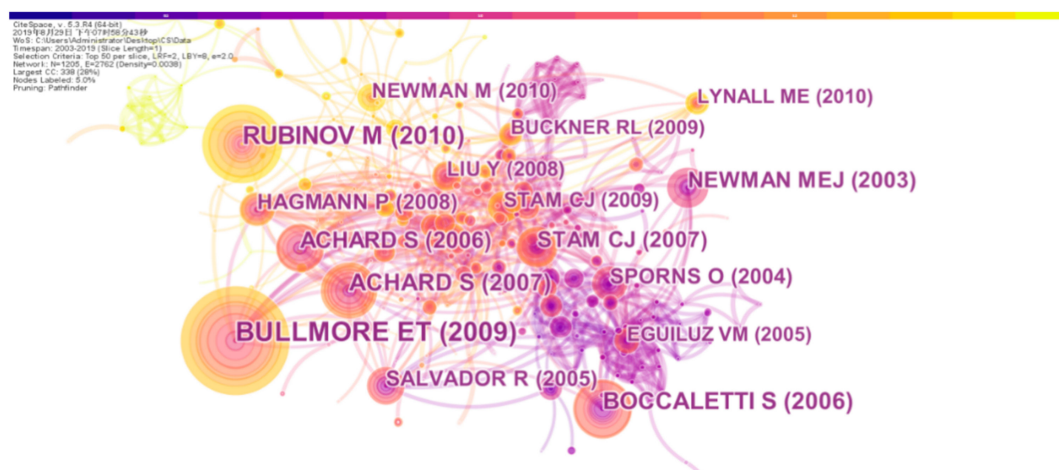 CiteSpace, v. 5.3.R4 (64-bit)
2019年8月29日 下午07时58分43秒
WoS: C:\Users\Administrator\Desktop\CS\Data
Timespan: 2003-2019 (Slice Length=1)
Selection Criteria: Top 50 per slice, LRF=2, LBY=8, e=2.0
Network: N=1205, E=2762 (Density=0.0038)
Largest CC: 338 (28%)
Nodes Labeled: 5.0%
Pruning: Pathfinder
NEWMAN M (2010)
LYNALL ME (2010)
RUBINOV M (2010)
BUCKNER RL (2009)
LIU Y (2008)
NEWMAN MEJ (2003)
HAGMANN P (2008)
STAM CJ (2009)
ACHARD S (2006)
STAM CJ (2007)
ACHARD S (2007)
SPORNS O (2004)
BULLMORE ET (2009)
EGUILUZ VM (2005)
SALVADOR R (2005)
BOCCALETTI S (2006)